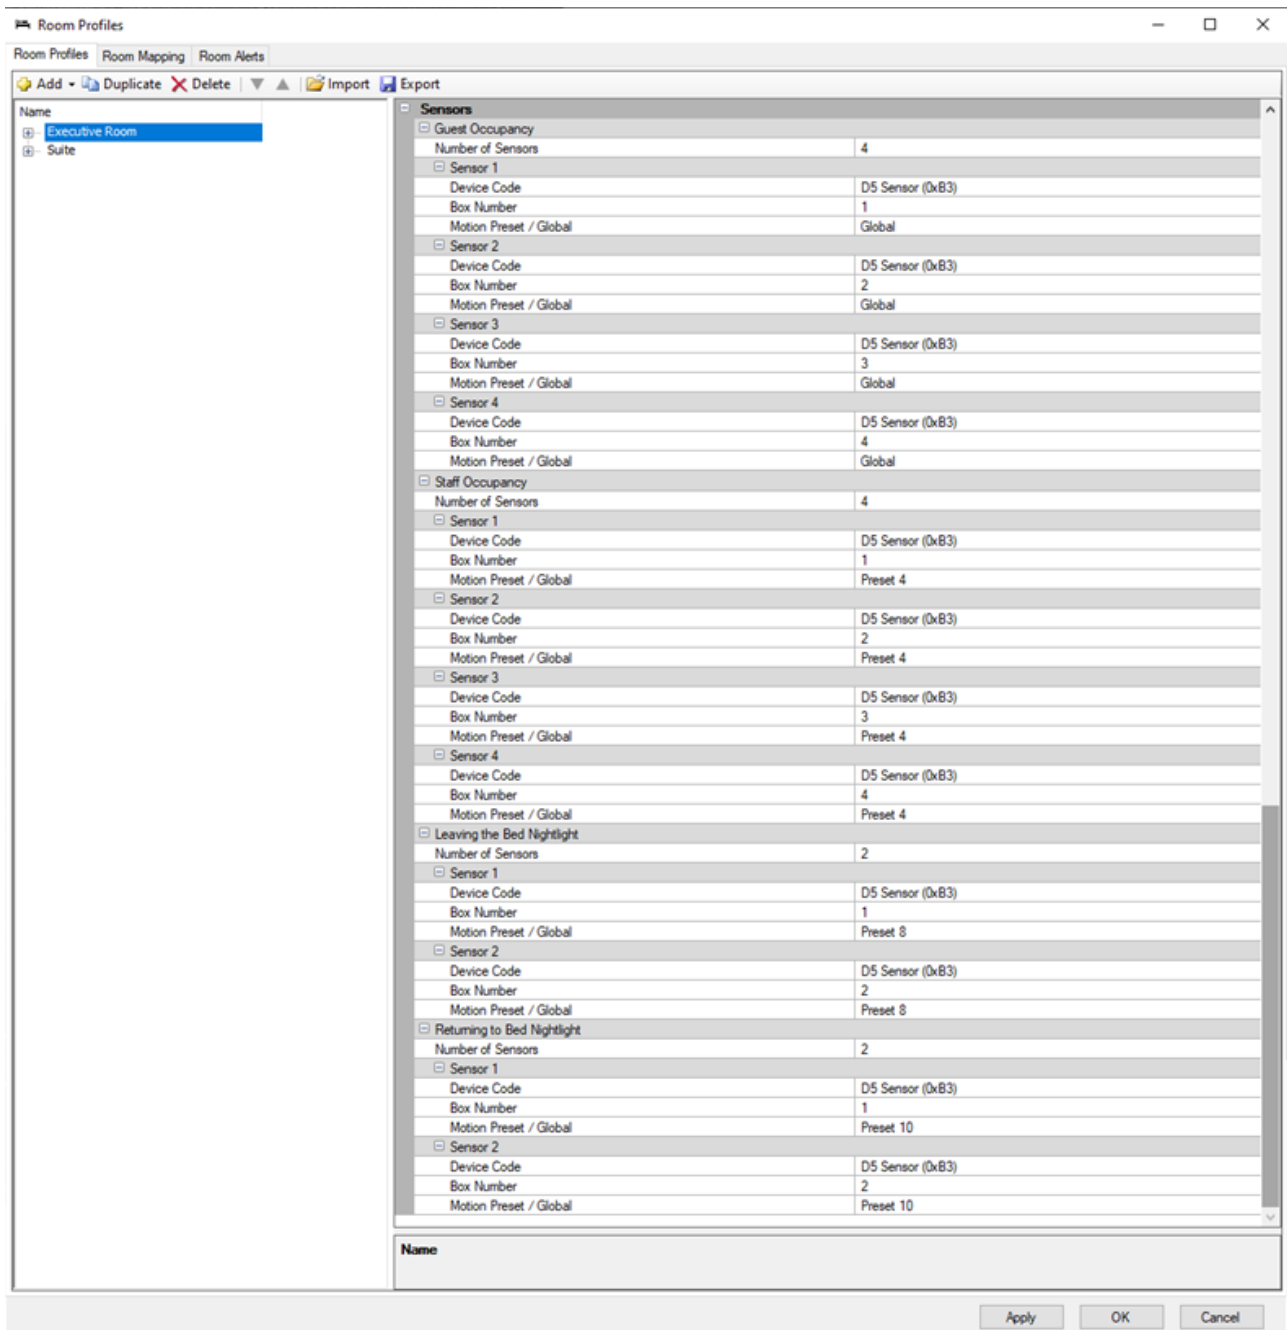 Room Profiles
Room Profiles Room Mapping Room Alerts
Add Duplicate Delete Import Export
Name
Executive Room
Suite
Sensors
Guest Occupancy
Number of Sensors 4
Sensor 1
Device Code D5 Sensor (0xB3)
Box Number 1
Motion Preset / Global Global
Sensor 2
Device Code D5 Sensor (0xB3)
Box Number 2
Motion Preset / Global Global
Sensor 3
Device Code D5 Sensor (0xB3)
Box Number 3
Motion Preset / Global Global
Sensor 4
Device Code D5 Sensor (0xB3)
Box Number 4
Motion Preset / Global Global
Staff Occupancy
Number of Sensors 4
Sensor 1
Device Code D5 Sensor (0xB3)
Box Number 1
Motion Preset / Global Preset 4
Sensor 2
Device Code D5 Sensor (0xB3)
Box Number 2
Motion Preset / Global Preset 4
Sensor 3
Device Code D5 Sensor (0xB3)
Box Number 3
Motion Preset / Global Preset 4
Sensor 4
Device Code D5 Sensor (0xB3)
Box Number 4
Motion Preset / Global Preset 4
Leaving the Bed Nightlight
Number of Sensors 2
Sensor 1
Device Code D5 Sensor (0xB3)
Box Number 1
Motion Preset / Global Preset 8
Sensor 2
Device Code D5 Sensor (0xB3)
Box Number 2
Motion Preset / Global Preset 8
Returning to Bed Nightlight
Number of Sensors 2
Sensor 1
Device Code D5 Sensor (0xB3)
Box Number 1
Motion Preset / Global Preset 10
Sensor 2
Device Code D5 Sensor (0xB3)
Box Number 2
Motion Preset / Global Preset 10
Name
Apply OK Cancel